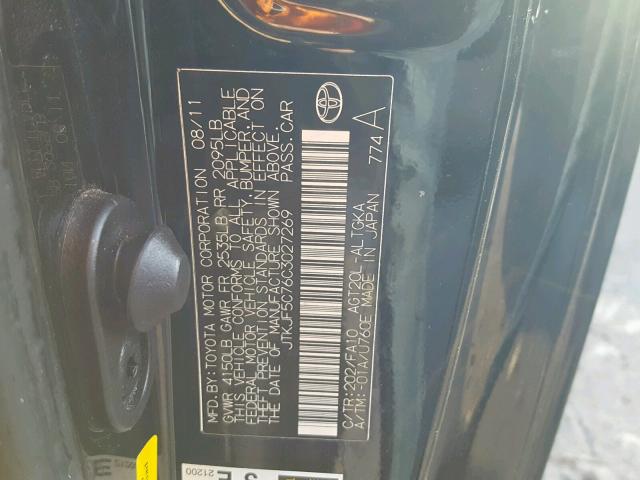 MFD.BY:TOYOTA MOTOR CORPORATION 08/11
GVWR 4150LB GAWR FR 2535LB RR 2095LB
THIS VEHICLE CONFORMS TO ALL APPLICABLE
FEDERAL MOTOR VEHICLE SAFETY, BUMPER, AND
THEFT PREVENTION STANDARDS IN EFFECT ON
THE DATE OF MANUFACTURE SHOWN ABOVE.
JTKJF5C76C3027269 PASS.CAR
C/TR:202/FA10 AGT20L-ALTGKA
A/TM:-01A/U760E MADE IN JAPAN
774 A
21200